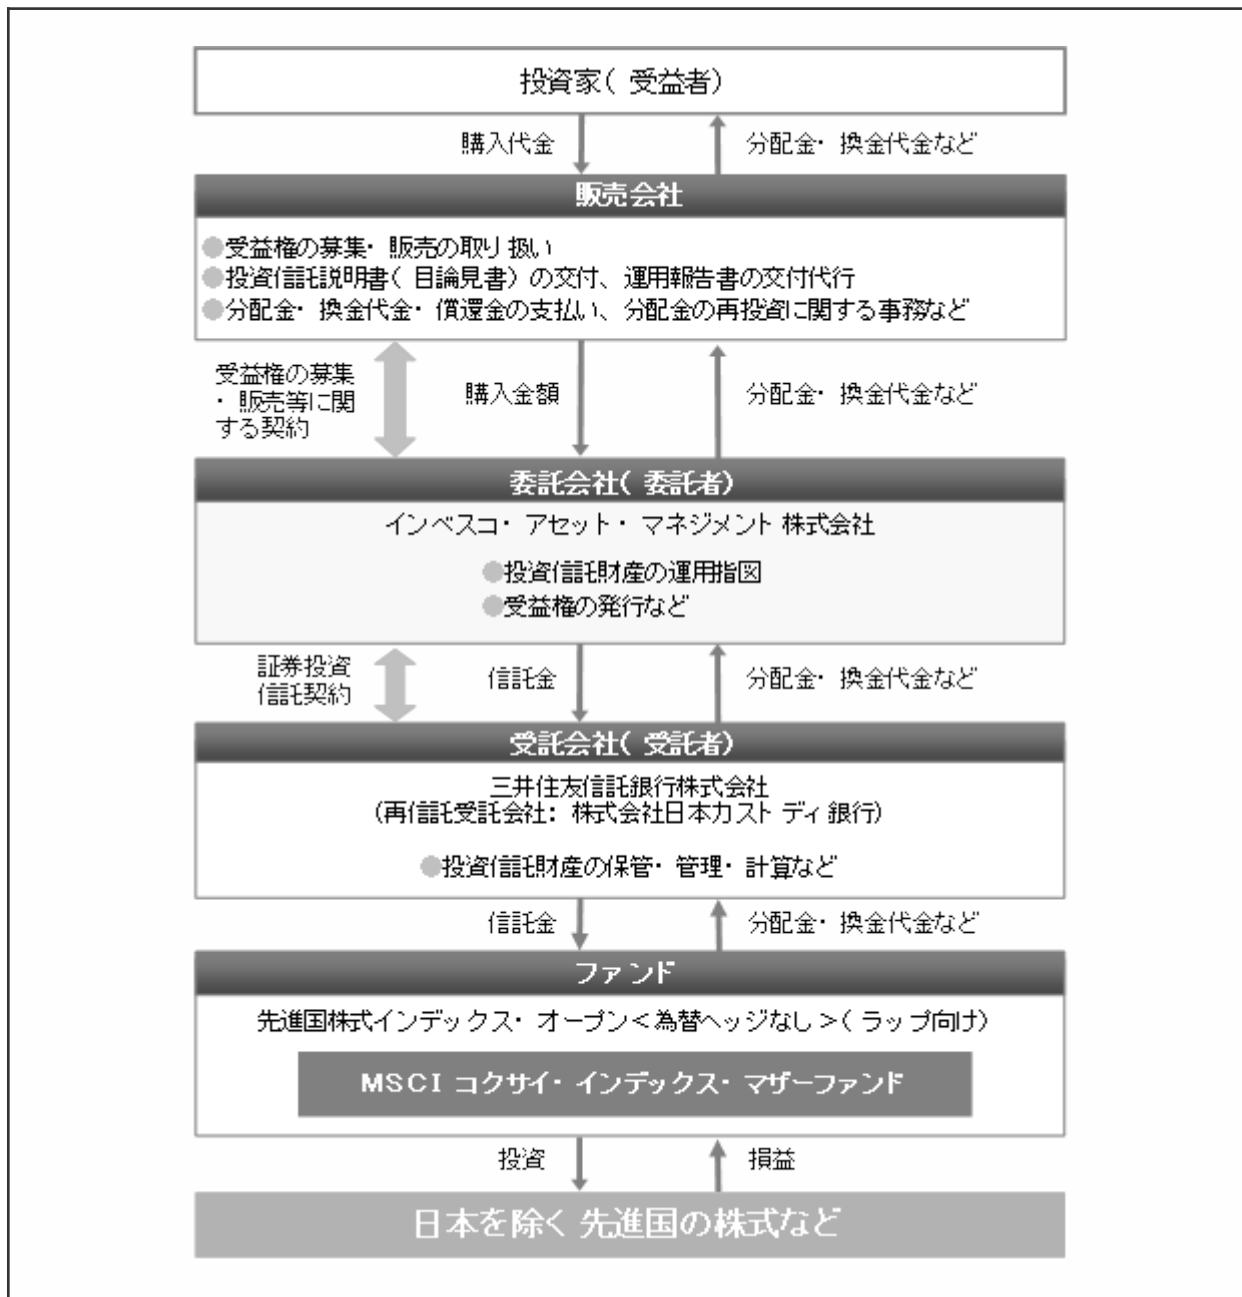 投資家(受益者)
購入代金
分配金・換金代金など
販売会社
●受益権の募集・販売の取り扱い
●投資信託説明書(目論見書)の交付、運用報告書の交付代行
●分配金・換金代金・償還金の支払い、分配金の再投資に関する事務など
受益権の募集
・販売等に関
する契約
購入金額
分配金・換金代金など
委託会社(委託者)
インベスコ・アセット・マネジメント株式会社
●投資信託財産の運用指図
●受益権の発行など
証券投資
信託契約
信託金
分配金・換金代金など
受託会社(受託者)
三井住友信託銀行株式会社
(再信託受託会社:株式会社日本カストディ銀行)
●投資信託財産の保管・管理・計算など
信託金
分配金・換金代金など
ファンド
先進国株式インデックス・オープン<為替ヘッジなし>(ラップ向け)
MSCI コクサイ・インデックス・マザーファンド
投資
損益
日本を除く先進国の株式など